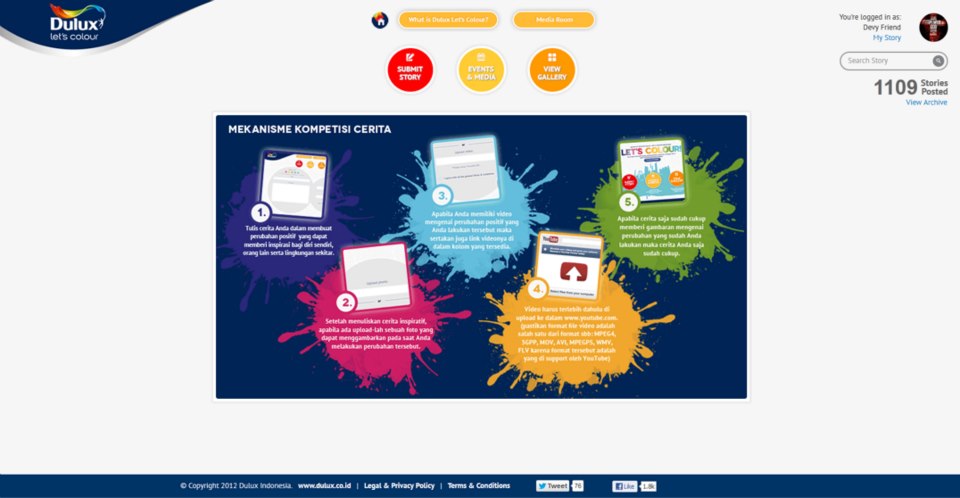 Dulux
let's colour
What is Dulux Let's Colour?
Media Room
You're logged in as:
Devy Friend
My Story
SUBMIT
STORY
EVENTS
& MEDIA
VIEW
GALLERY
Search Story
1109 Stories
Posted
View Archive
MEKANISME KOMPETISI CERITA
1.
Tulis cerita Anda dalam membuat
perubahan positif yang dapat
memberi inspirasi bagi diri sendiri,
orang lain serta lingkungan sekitar.
2.
Setelah menuliskan cerita inspiratif,
apabila ada upload-lah sebuah foto yang
dapat menggambarkan pada saat Anda
melakukan perubahan tersebut.
3.
Apabila Anda memiliki video
mengenai perubahan positif yang
Anda lakukan tersebut maka
sertakan juga link videonya di
dalam kolom yang tersedia.
YouTube
4.
Video harus terlebih dahulu di
upload ke dalam www.youtube.com.
(pastikan format file video adalah
salah satu dari format sbb: MPEG4,
3GPP, MOV, AVI, MPEGPS, WMV,
FLV karena format tersebut adalah
yang di support oleh YouTube)
LET'S COLOUR!
5.
Apabila cerita saja sudah cukup
memberi gambaran mengenai
perubahan yang sudah Anda
lakukan maka cerita Anda saja
sudah cukup.
© Copyright 2012 Dulux Indonesia. www.dulux.co.id | Legal & Privacy Policy | Terms & Conditions
Tweet 76
Like 1.8k